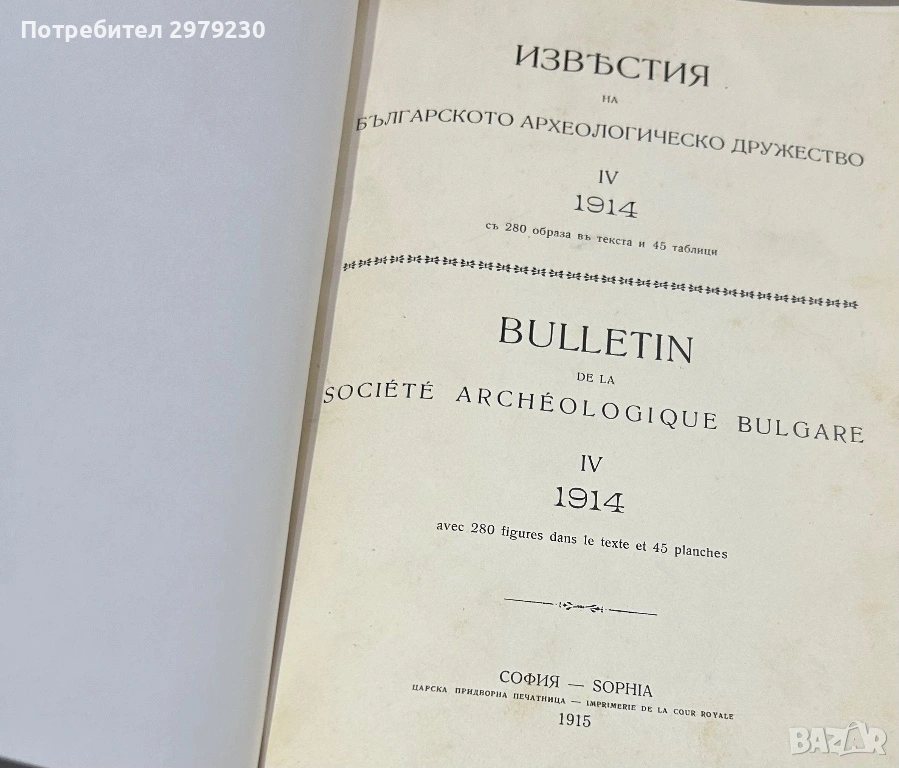 Потребител 2979230
ИЗВѢСТИЯ
НА
БЪЛГАРСКОТО АРХЕОЛОГИЧЕСКО ДРУЖЕСТВО
IV
1914
съ 280 образа въ текста и 45 таблици
BULLETIN
DE LA
SOCIÉTÉ ARCHÉOLOGIQUE BULGARE
IV
1914
avec 280 figures dans le texte et 45 planches
СОФИЯ — SOPHIA
ЦАРСКА ПРИДВОРНА ПЕЧАТНИЦА — IMPRIMERIE DE LA COUR ROYALE
1915
BAZAR